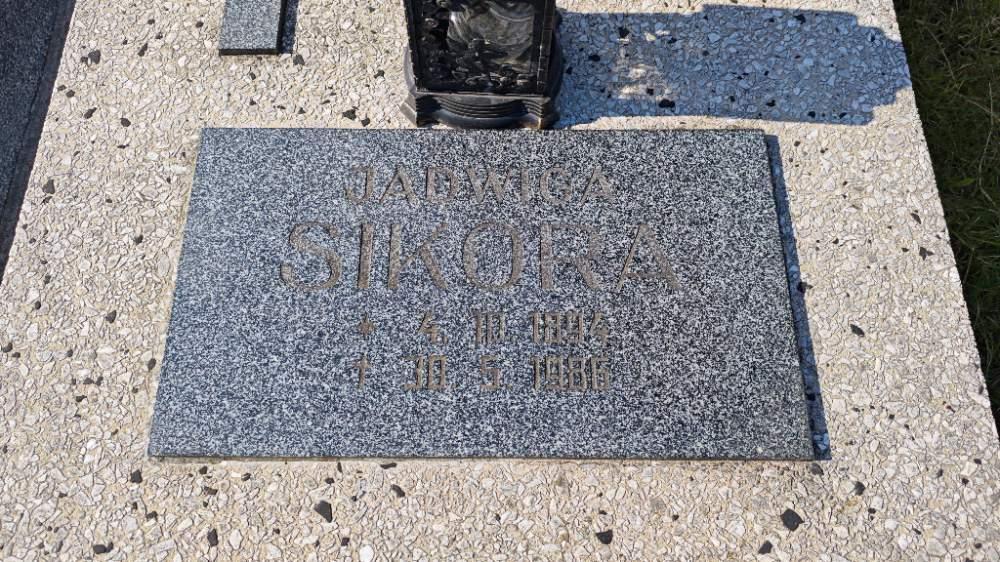 JADWIGA
SIKORA
* 4. 10. 1894
† 30. 5. 1986